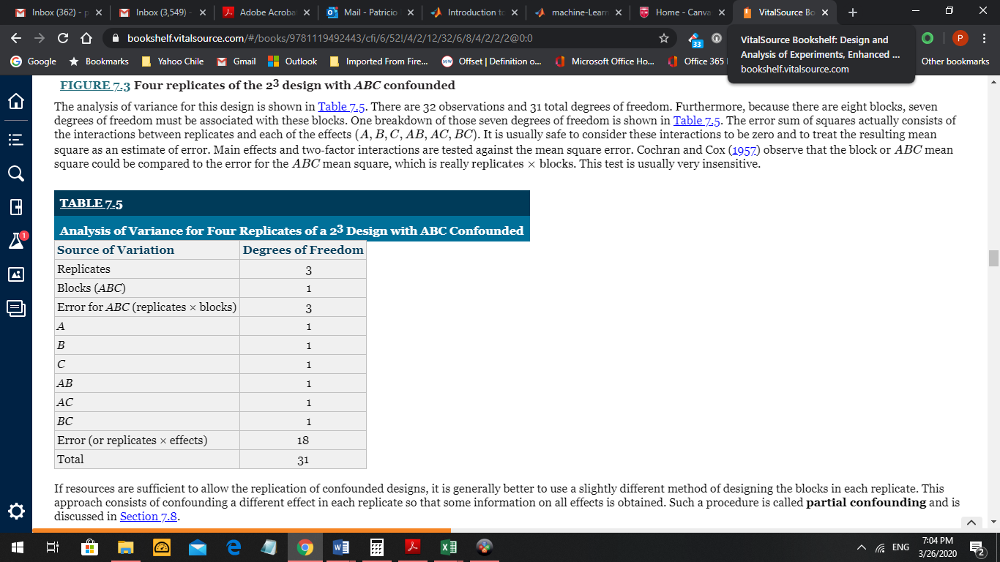 Inbox (362) - p
Inbox (3,549) -
Adobe Acroba
Mail - Patricio
Introduction to
machine-Learn
Home - Canva
VitalSource Bo
bookshelf.vitalsource.com/#/books/9781119492443/cfi/6/52!/4/2/12/32/6/8/4/2/2/2@0:0
33
P
VitalSource Bookshelf: Design and
Analysis of Experiments, Enhanced ...
bookshelf.vitalsource.com
Google
Bookmarks
Yahoo Chile
Gmail
Outlook
Imported From Fire...
M-W
Offset | Definition o...
Microsoft Office Ho...
Office 365
Other bookmarks
FIGURE 7.3 Four replicates of the 2³ design with ABC confounded
The analysis of variance for this design is shown in Table 7.5. There are 32 observations and 31 total degrees of freedom. Furthermore, because there are eight blocks, seven
degrees of freedom must be associated with these blocks. One breakdown of those seven degrees of freedom is shown in Table 7.5. The error sum of squares actually consists of
the interactions between replicates and each of the effects (A, B, C, AB, AC, BC). It is usually safe to consider these interactions to be zero and to treat the resulting mean
square as an estimate of error. Main effects and two-factor interactions are tested against the mean square error. Cochran and Cox (1957) observe that the block or ABC mean
square could be compared to the error for the ABC mean square, which is really replicates × blocks. This test is usually very insensitive.
TABLE 7.5
Analysis of Variance for Four Replicates of a 2³ Design with ABC Confounded
Source of Variation Degrees of Freedom
Replicates 3
Blocks (ABC) 1
Error for ABC (replicates × blocks) 3
A 1
B 1
C 1
AB 1
AC 1
BC 1
Error (or replicates × effects) 18
Total 31
1
If resources are sufficient to allow the replication of confounded designs, it is generally better to use a slightly different method of designing the blocks in each replicate. This
approach consists of confounding a different effect in each replicate so that some information on all effects is obtained. Such a procedure is called partial confounding and is
discussed in Section 7.8.
ENG
7:04 PM
3/26/2020
2